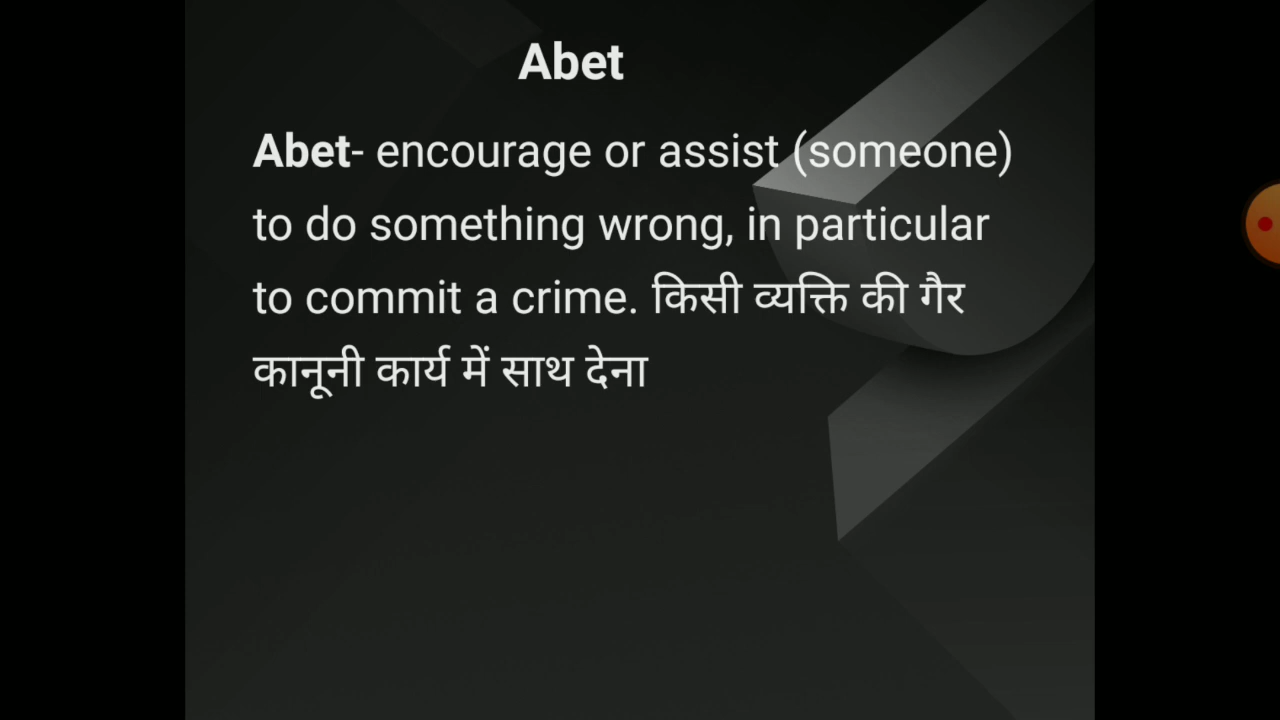 Abet
Abet- encourage or assist (someone)
to do something wrong, in particular
to commit a crime. किसी व्यक्ति की गैर
कानूनी कार्य में साथ देना